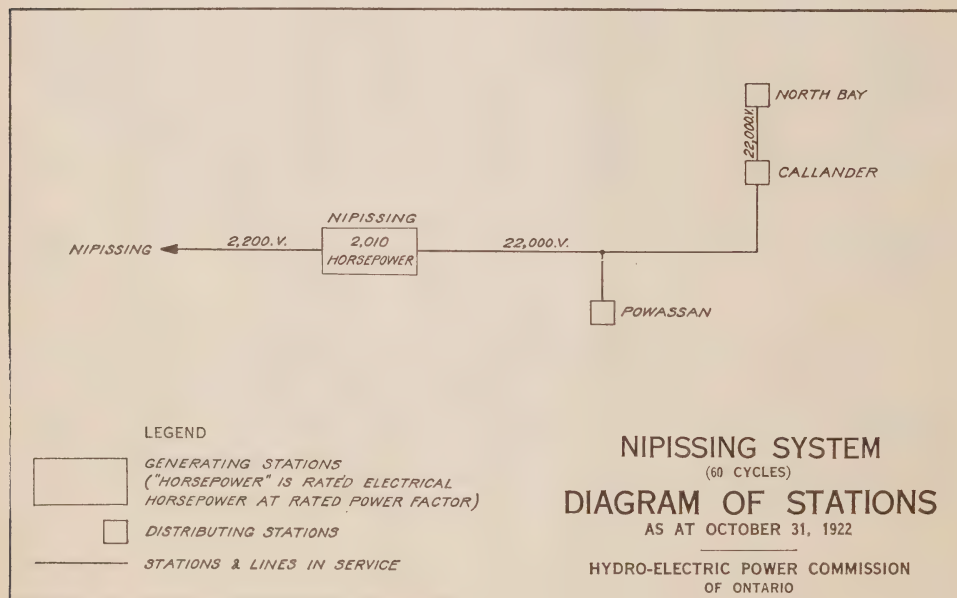 NORTH BAY
22,000.V.
CALLANDER
NIPISSING
NIPISSING
2,200.V.
2,010
HORSEPOWER
22,000.V.
POWASSAN
LEGEND
GENERATING STATIONS
("HORSEPOWER" IS RATED ELECTRICAL
HORSEPOWER AT RATED POWER FACTOR)
DISTRIBUTING STATIONS
STATIONS & LINES IN SERVICE
NIPISSING SYSTEM
(60 CYCLES)
DIAGRAM OF STATIONS
AS AT OCTOBER 31, 1922
HYDRO-ELECTRIC POWER COMMISSION
OF ONTARIO